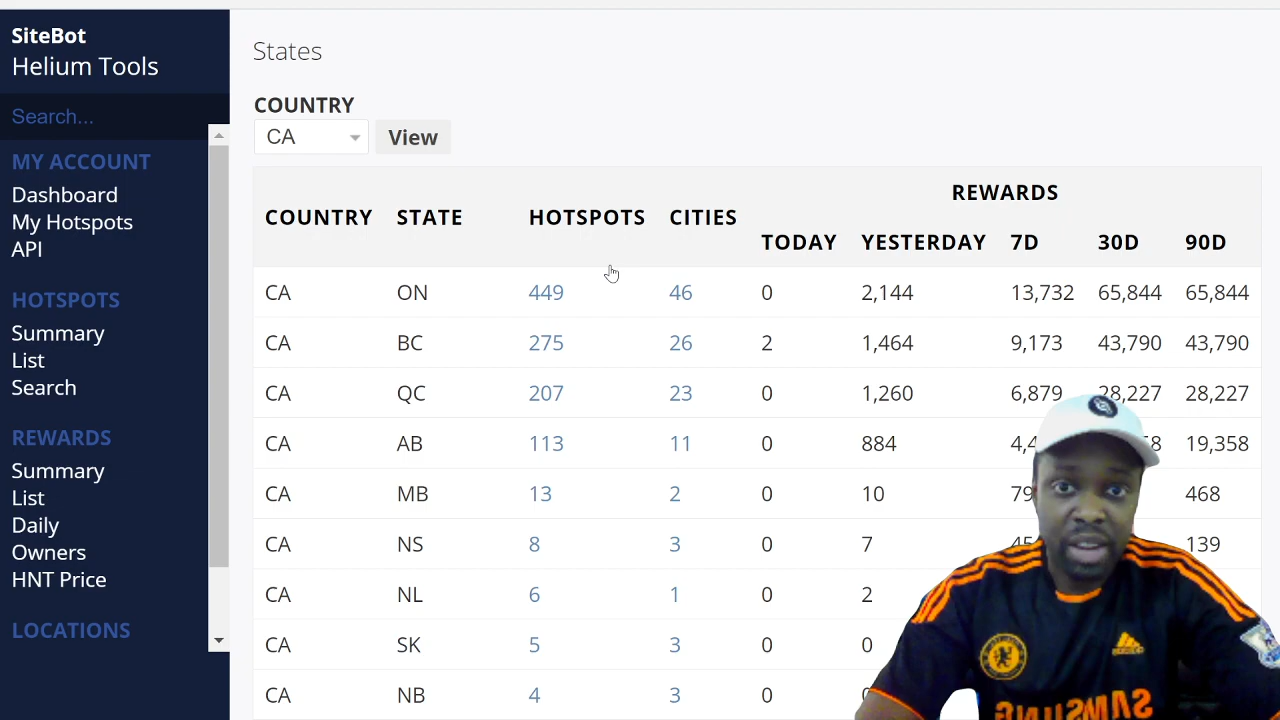 SiteBot
Helium Tools
Search...
MY ACCOUNT
Dashboard
My Hotspots
API
HOTSPOTS
Summary
List
Search
REWARDS
Summary
List
Daily
Owners
HNT Price
LOCATIONS
States
COUNTRY
CA
View
REWARDS
COUNTRY STATE HOTSPOTS CITIES TODAY YESTERDAY 7D 30D 90D
CA ON 449 46 0 2,144 13,732 65,844 65,844
CA BC 275 26 2 1,464 9,173 43,790 43,790
CA QC 207 23 0 1,260 6,879 28,227 28,227
CA AB 113 11 0 884 19,358
CA MB 13 2 0 10 468
CA NS 8 3 0 7 139
CA NL 6 1 0 2
CA SK 5 3 0 0
CA NB 4 3 0
SAMSUNG